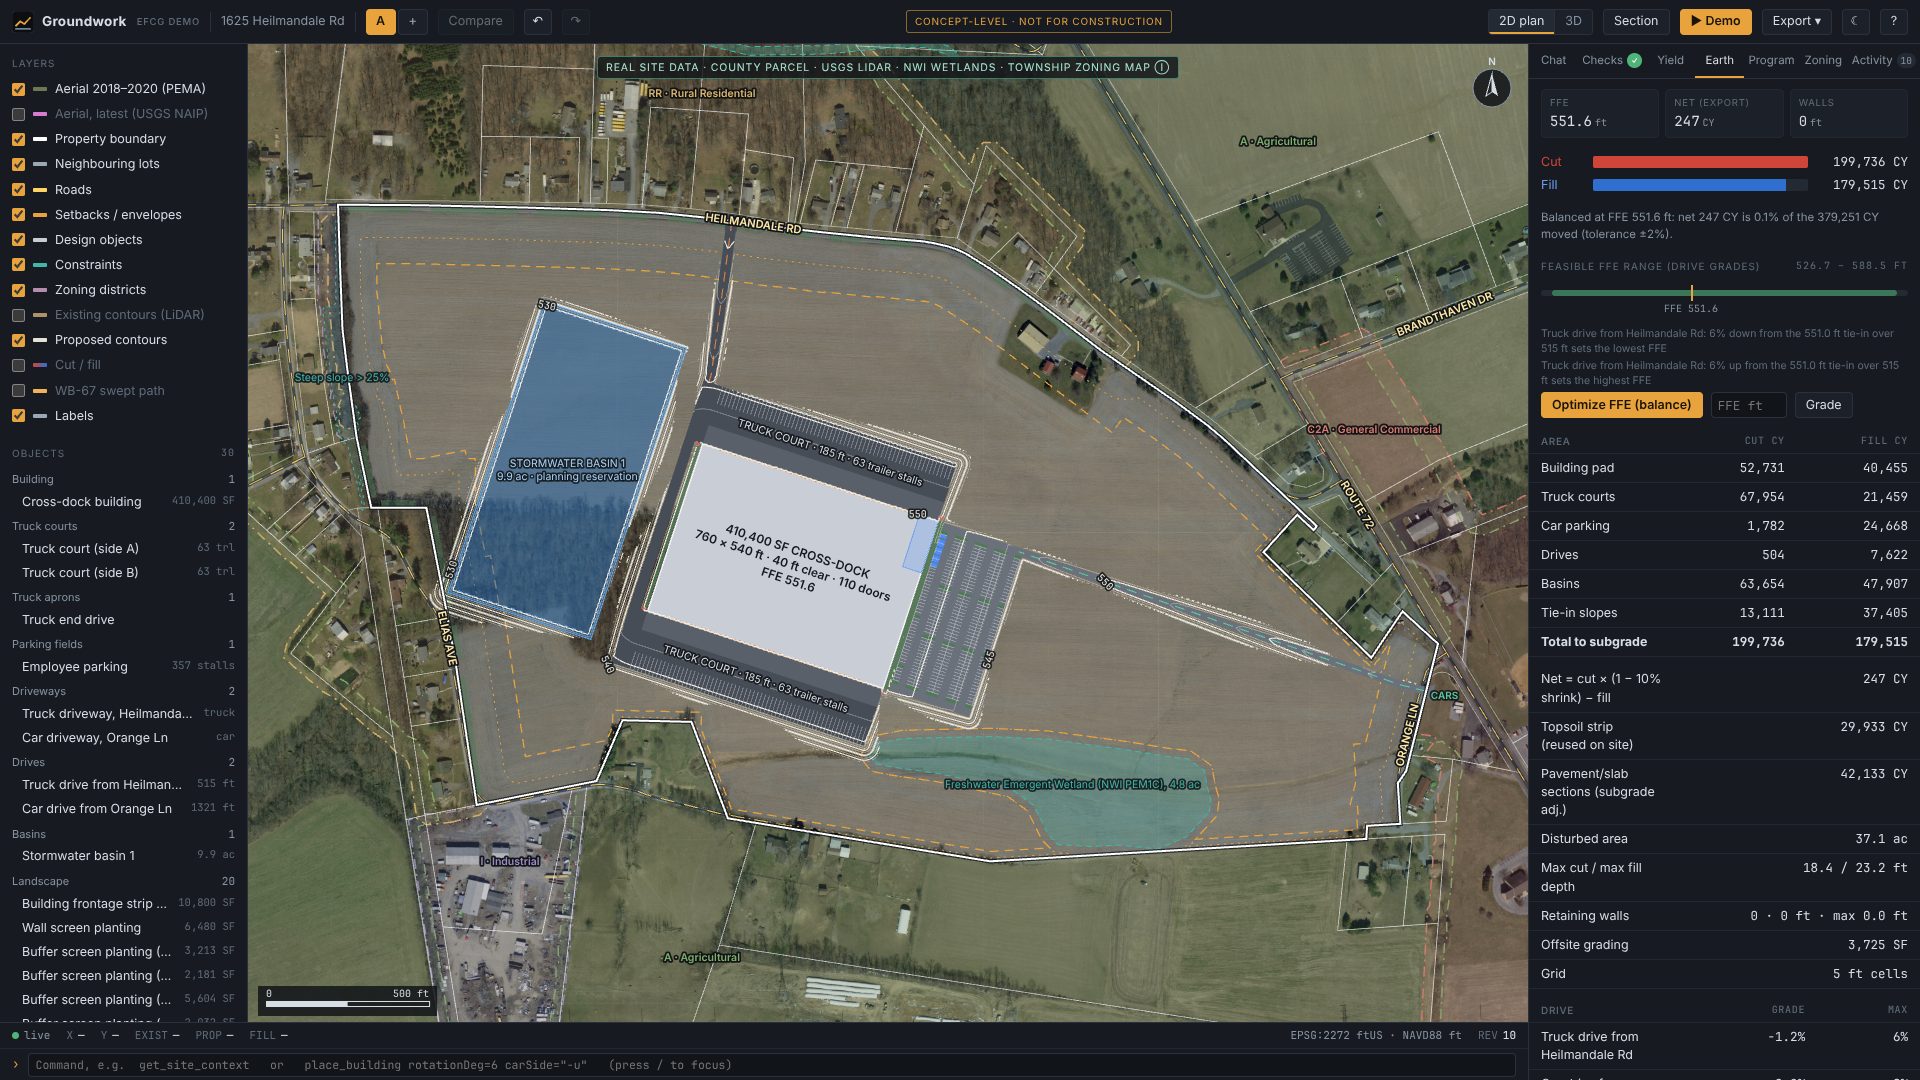 Groundwork EFCG DEMO 1625 Heilmandale Rd A + Compare ↶ ↷
CONCEPT-LEVEL · NOT FOR CONSTRUCTION
2D plan 3D Section ▶ Demo Export ▾ ☾ ?
LAYERS
Aerial 2018–2020 (PEMA)
Aerial, latest (USGS NAIP)
Property boundary
Neighbouring lots
Roads
Setbacks / envelopes
Design objects
Constraints
Zoning districts
Existing contours (LiDAR)
Proposed contours
Cut / fill
WB-67 swept path
Labels
OBJECTS 30
Building 1
Cross-dock building 410,400 SF
Truck courts 2
Truck court (side A) 63 trl
Truck court (side B) 63 trl
Truck aprons 1
Truck end drive
Parking fields 1
Employee parking 357 stalls
Driveways 2
Truck driveway, Heilmanda... truck
Car driveway, Orange Ln car
Drives 2
Truck drive from Heilman... 515 ft
Car drive from Orange Ln 1321 ft
Basins 1
Stormwater basin 1 9.9 ac
Landscape 20
Building frontage strip ... 10,800 SF
Wall screen planting 6,480 SF
Buffer screen planting (... 3,213 SF
Buffer screen planting (... 2,181 SF
Buffer screen planting (... 5,604 SF
REAL SITE DATA · COUNTY PARCEL · USGS LIDAR · NWI WETLANDS · TOWNSHIP ZONING MAP i
N
RR · Rural Residential
A · Agricultural
HEILMANDALE RD
BRANDTHAVEN DR
530
Steep slope > 25%
C2A · General Commercial
TRUCK COURT · 185 ft · 63 trailer stalls
STORMWATER BASIN 1
9.9 ac · planning reservation
ROUTE 72
550
410,400 SF CROSS-DOCK
760 × 540 ft · 40 ft clear · 110 doors
FFE 551.6
530
550
ELIAS AVE
540
545
TRUCK COURT · 185 ft · 63 trailer stalls
CARS
ORANGE LN
Freshwater Emergent Wetland (NWI PEM1C), 4.8 ac
I · Industrial
A · Agricultural
0 500 ft
Chat Checks ✓ Yield Earth Program Zoning Activity 10
FFE
551.6 ft
NET (EXPORT)
247 CY
WALLS
0 ft
Cut 199,736 CY
Fill 179,515 CY
Balanced at FFE 551.6 ft: net 247 CY is 0.1% of the 379,251 CY
moved (tolerance ±2%).
FEASIBLE FFE RANGE (DRIVE GRADES) 526.7 – 588.5 FT
FFE 551.6
Truck drive from Heilmandale Rd: 6% down from the 551.0 ft tie-in over
515 ft sets the lowest FFE
Truck drive from Heilmandale Rd: 6% up from the 551.0 ft tie-in over 515
ft sets the highest FFE
Optimize FFE (balance) FFE ft Grade
AREA CUT CY FILL CY
Building pad 52,731 40,455
Truck courts 67,954 21,459
Car parking 1,782 24,668
Drives 504 7,622
Basins 63,654 47,907
Tie-in slopes 13,111 37,405
Total to subgrade 199,736 179,515
Net = cut × (1 − 10% 247 CY
shrink) − fill
Topsoil strip 29,933 CY
(reused on site)
Pavement/slab 42,133 CY
sections (subgrade
adj.)
Disturbed area 37.1 ac
Max cut / max fill 18.4 / 23.2 ft
depth
Retaining walls 0 · 0 ft · max 0.0 ft
Offsite grading 3,725 SF
Grid 5 ft cells
DRIVE GRADE MAX
Truck drive from -1.2% 6%
Heilmandale Rd
live X — Y — EXIST — PROP — FILL —
EPSG:2272 ftUS · NAVD88 ft REV 10
› Command, e.g. get_site_context or place_building rotationDeg=6 carSide="-u" (press / to focus)